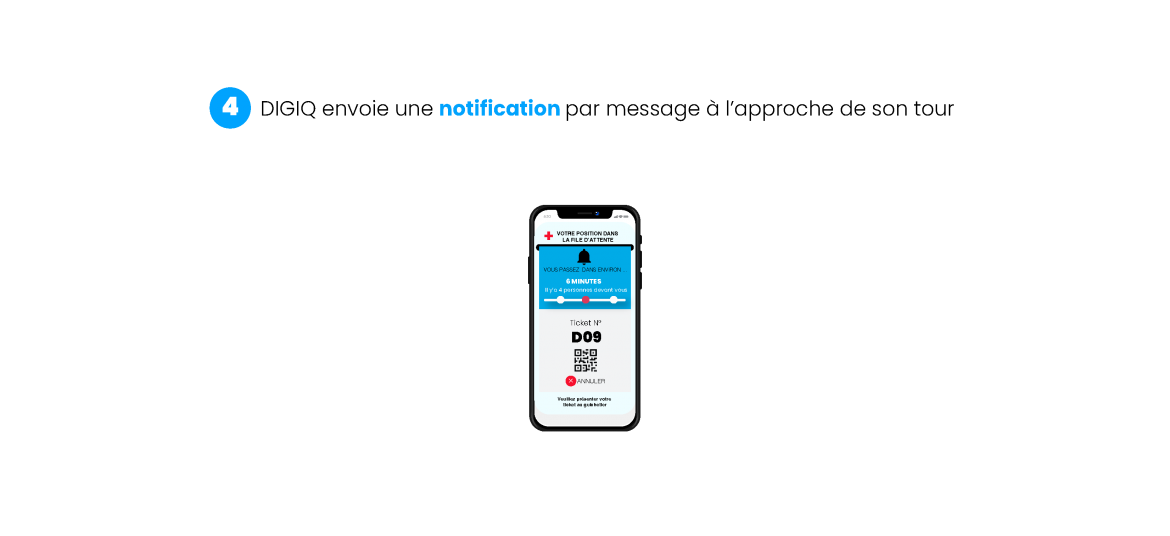 4 DIGIQ envoie une notification par message à l'approche de son tour
VOTRE POSITION DANS
LA FILE D'ATTENTE
VOUS PASSEZ DANS ENVIRON ...
6 MINUTES
Il y'a 4 personnes devant vous
Ticket N°
D09
ANNULER
Veuillez présenter votre
ticket au guichetier